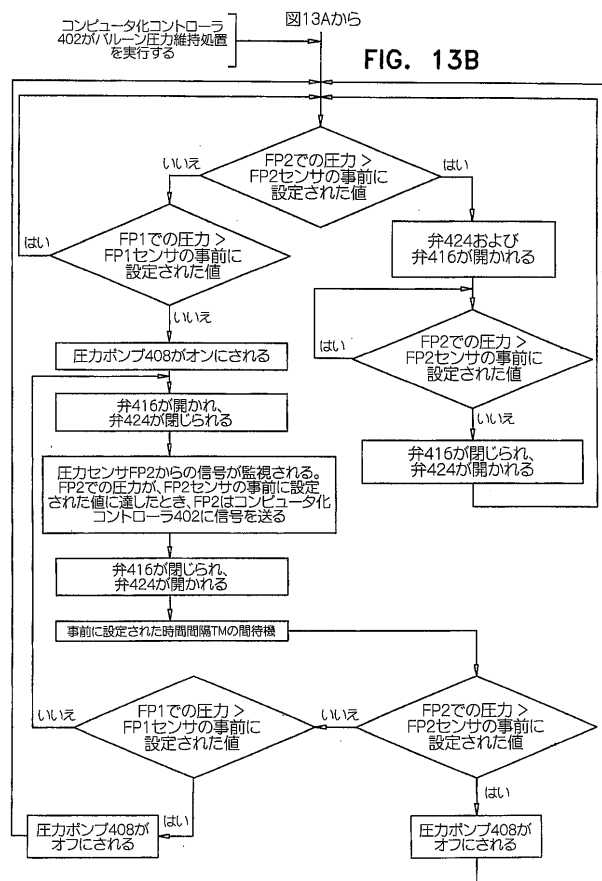 コンピュータ化コントローラ
402がバルーン圧力維持処置
を実行する
図13Aから
FIG. 13B
FP2での圧力 >
FP2センサの事前に
設定された値
いいえ
はい
FP1での圧力 >
FP1センサの事前に
設定された値
はい
いいえ
弁424および
弁416が開かれる
FP2での圧力 >
FP2センサの事前に
設定された値
はい
いいえ
弁416が閉じられ、
弁424が開かれる
圧力ポンプ408がオンにされる
弁416が開かれ、
弁424が閉じられる
圧力センサFP2からの信号が監視される。
FP2での圧力が、FP2センサの事前に設定
された値に達したとき、FP2はコンピュータ化
コントローラ402に信号を送る
弁416が閉じられ、
弁424が開かれる
事前に設定された時間間隔TMの間待機
FP2での圧力 >
FP2センサの事前に
設定された値
いいえ
はい
FP1での圧力 >
FP1センサの事前に
設定された値
いいえ
はい
圧力ポンプ408が
オフにされる
圧力ポンプ408が
オフにされる